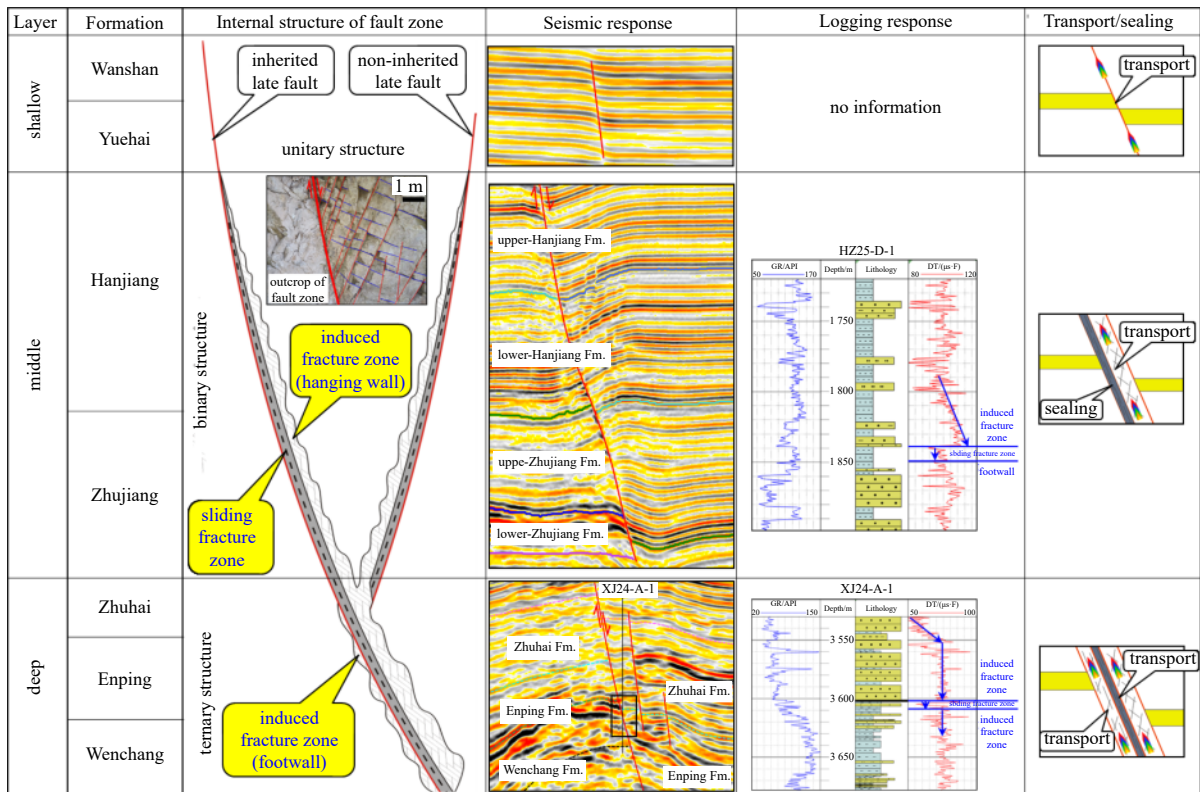 Layer
Formation
Internal structure of fault zone
Seismic response
Logging response
Transport/sealing
shallow
Wanshan
Yuehai
inherited
late fault
non-inherited
late fault
unitary structure
no information
transport
middle
Hanjiang
Zhujiang
binary structure
1 m
outcrop of
fault zone
induced
fracture zone
(hanging wall)
sliding
fracture
zone
upper-Hanjiang Fm.
lower-Hanjiang Fm.
uppe-Zhujiang Fm.
lower-Zhujiang Fm.
HZ25-D-1
GR/API
50
170
Depth/m
Lithology
DT/(μs·F)
80
120
1 750
1 800
1 850
induced
fracture
zone
sbding fracture zone
footwall
transport
sealing
deep
Zhuhai
Enping
Wenchang
ternary structure
induced
fracture zone
(footwall)
XJ24-A-1
Zhuhai Fm.
Zhuhai Fm.
Enping Fm.
Wenchang Fm.
Enping Fm.
XJ24-A-1
GR/API
20
150
Depth/m
Lithology
DT/(μs·F)
50
100
3 550
3 600
3 650
induced
fracture
zone
sbding fracture zone
induced
fracture
zone
transport
transport